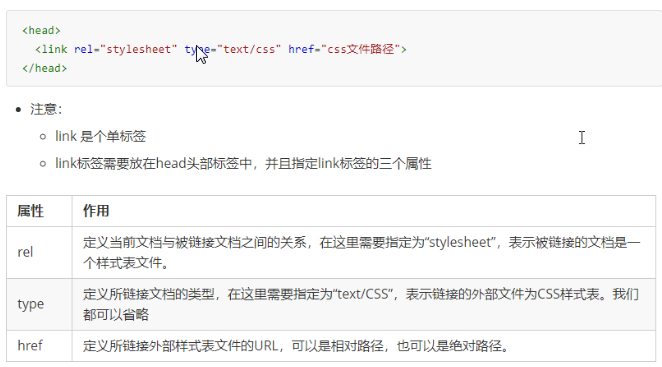 <head>
<link rel="stylesheet" type="text/css" href="css文件路径">
</head>
注意：
link 是个单标签
link标签需要放在head头部标签中，并且指定link标签的三个属性
属性 作用
rel 定义当前文档与被链接文档之间的关系，在这里需要指定为“stylesheet”，表示被链接的文档是一
个样式表文件。
type 定义所链接文档的类型，在这里需要指定为“text/CSS”，表示链接的外部文件为CSS样式表。我们
都可以省略
href 定义所链接外部样式表文件的URL，可以是相对路径，也可以是绝对路径。